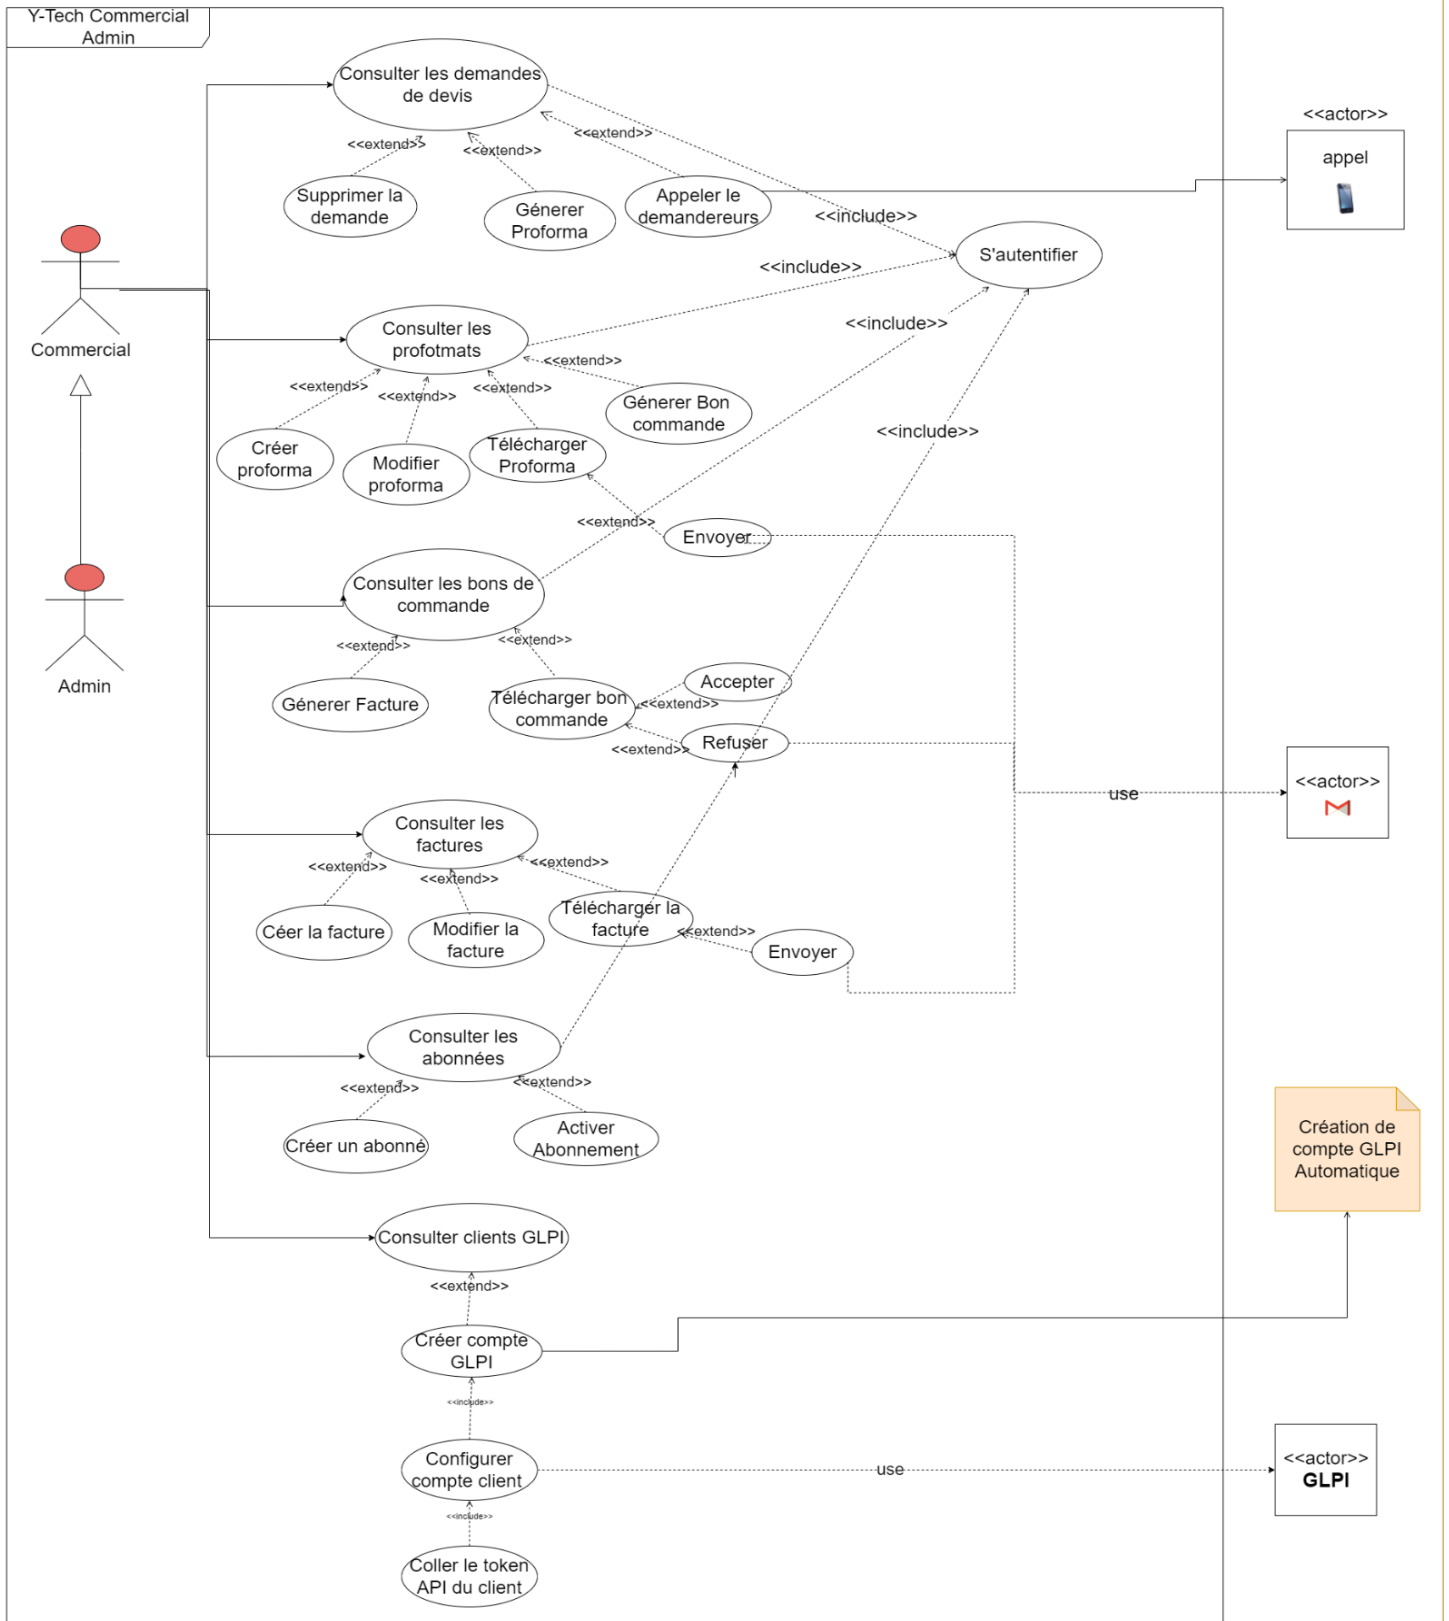 Y-Tech Commercial
Admin
Consulter les demandes
de devis
<<actor>>
appel
<<extend>>
<<extend>>
<<extend>>
Supprimer la
demande
Génerer
Proforma
Appeler le
demandereurs
<<include>>
S'autentifier
<<include>>
Commercial
Consulter les
profotmats
<<include>>
<<extend>>
<<extend>>
<<extend>>
<<extend>>
Génerer Bon
commande
<<include>>
Créer
proforma
Modifier
proforma
Télécharger
Proforma
<<extend>>
Envoyer
Consulter les bons de
commande
Admin
<<extend>>
<<extend>>
Génerer Facture
Télécharger bon
commande
Accepter
<<extend>>
<<extend>>
Refuser
<<actor>>
use
Consulter les
factures
<<extend>>
<<extend>>
<<extend>>
Céer la facture
Modifier la
facture
Télécharger la
facture
<<extend>>
Envoyer
Consulter les
abonnées
<<extend>>
<<extend>>
Créer un abonné
Activer
Abonnement
Création de
compte GLPI
Automatique
Consulter clients GLPI
<<extend>>
Créer compte
GLPI
<<include>>
Configurer
compte client
use
<<actor>>
GLPI
<<include>>
Coller le token
API du client